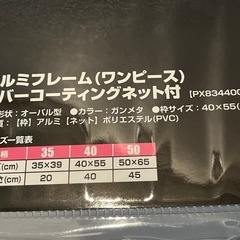 ルミフレーム(ワンピース)
バーコーティングネット付 [PX834400
形状:オーバル型 ●カラー:ガンメタ ●枠サイズ:40×55(
【枠】アルミ【ネット】ポリエステル(PVC)
ズ一覧表
格 35 40 50
(cm) 35×39 40×55 50×65
(cm) 20 40 45